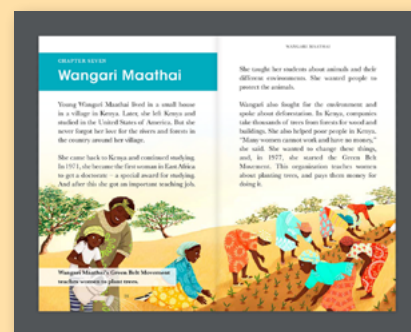 CHAPTER SEVEN
Wangari Maathai
Young Wangari Maathai lived in a small house
in a village in Kenya. Later, she left Kenya and
studied in the United States of America. But she
never forgot her love for the rivers and forests in
the country around her village.
She came back to Kenya and continued studying.
In 1971, she became the first woman in East Africa
to get a doctorate – a special award for studying.
And after this she got an important teaching job.
Wangari Maathai's Green Belt Movement
teaches women to plant trees.
WANGARI MAATHAI
She taught her students about animals and their
different environments. She wanted people to
protect the animals.
Wangari also fought for the environment and
spoke about deforestation. In Kenya, companies
take thousands of trees from forests for wood and
buildings. She also helped poor people in Kenya.
"Many women cannot work and have no money,"
she said. She wanted to change these things,
and, in 1977, she started the Green Belt
Movement. This organization teaches women
about planting trees, and pays them money for
doing it.